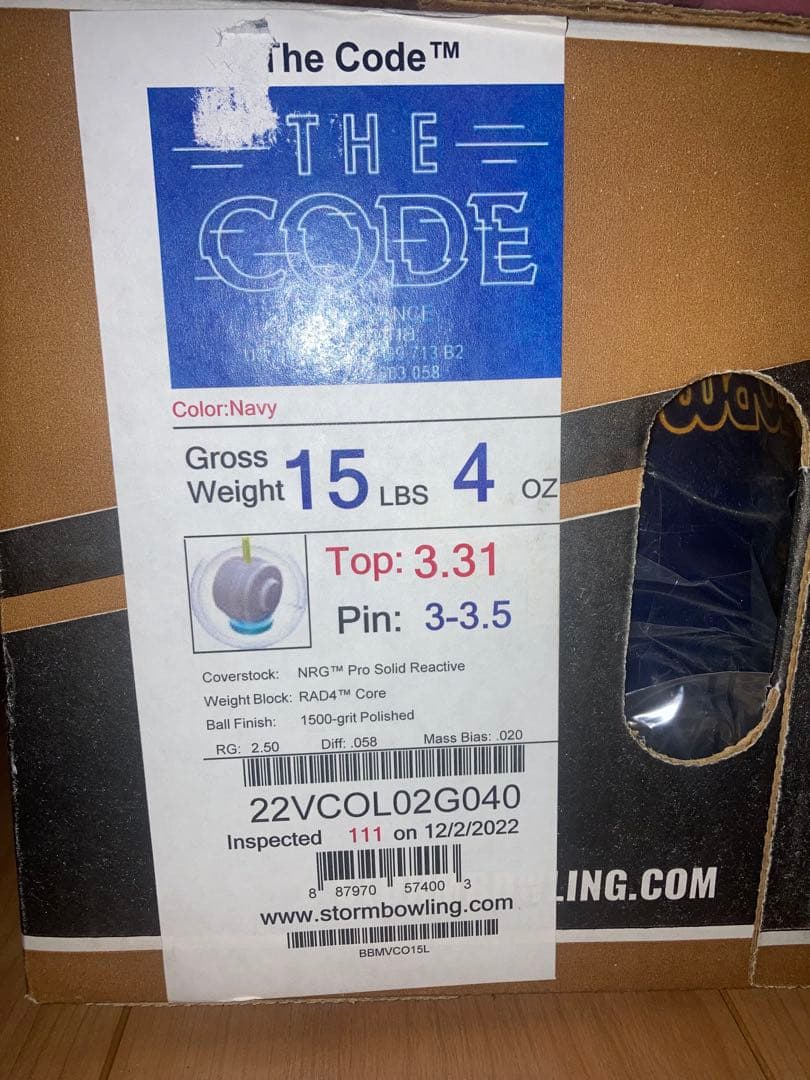 The Code™
THE
CODE
713 B2
058
Color:Navy
Gross
Weight 15 LBS 4 OZ
Top: 3.31
Pin: 3-3.5
Coverstock: NRG™ Pro Solid Reactive
Weight Block: RAD4™ Core
Ball Finish: 1500-grit Polished
RG: 2.50 Diff: .058 Mass Bias: .020
22VCOL02G040
Inspected 111 on 12/2/2022
8 87970 57400 3
www.stormbowling.com
LING.COM
BBMVCO15L